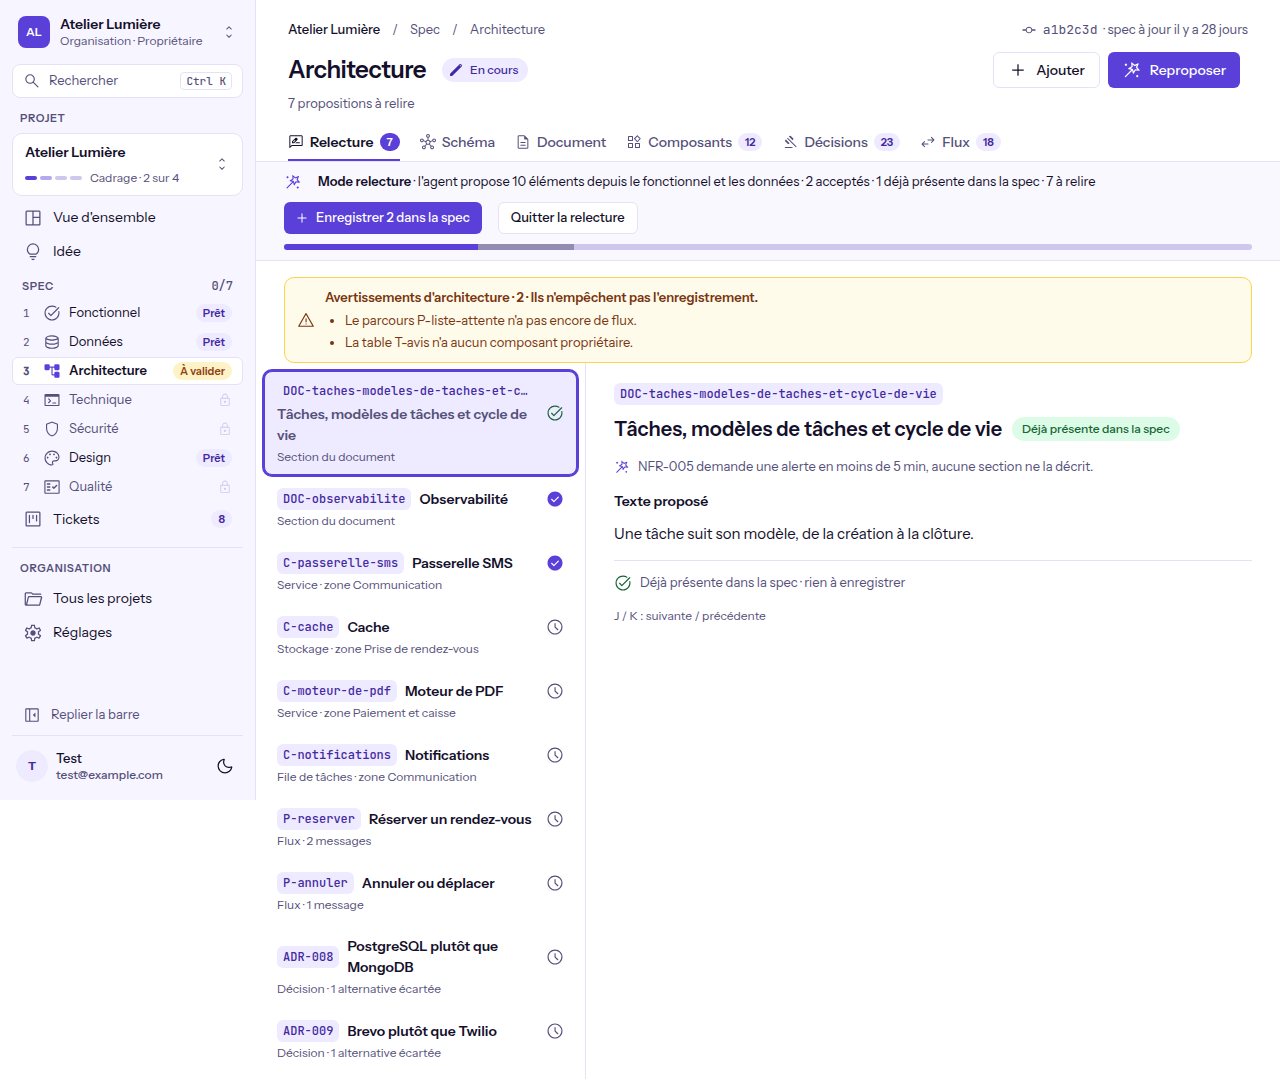 AL
Atelier Lumière
Organisation · Propriétaire
Rechercher
Ctrl K
PROJET
Atelier Lumière
Cadrage · 2 sur 4
Vue d'ensemble
Idée
SPEC 0/7
1 Fonctionnel Prêt
2 Données Prêt
3 Architecture À valider
4 Technique
5 Sécurité
6 Design Prêt
7 Qualité
Tickets 8
ORGANISATION
Tous les projets
Réglages
Replier la barre
T
Test
test@example.com
Atelier Lumière / Spec / Architecture
a1b2c3d · spec à jour il y a 28 jours
Architecture
En cours
Ajouter
Reproposer
7 propositions à relire
Relecture 7
Schéma
Document
Composants 12
Décisions 23
Flux 18
Mode relecture · l'agent propose 10 éléments depuis le fonctionnel et les données · 2 acceptés · 1 déjà présente dans la spec · 7 à relire
Enregistrer 2 dans la spec
Quitter la relecture
Avertissements d'architecture · 2 · Ils n'empêchent pas l'enregistrement.
• Le parcours P-liste-attente n'a pas encore de flux.
• La table T-avis n'a aucun composant propriétaire.
DOC-taches-modeles-de-taches-et-c…
Tâches, modèles de tâches et cycle de
vie
Section du document
DOC-observabilite Observabilité
Section du document
C-passerelle-sms Passerelle SMS
Service · zone Communication
C-cache Cache
Stockage · zone Prise de rendez-vous
C-moteur-de-pdf Moteur de PDF
Service · zone Paiement et caisse
C-notifications Notifications
File de tâches · zone Communication
P-reserver Réserver un rendez-vous
Flux · 2 messages
P-annuler Annuler ou déplacer
Flux · 1 message
ADR-008 PostgreSQL plutôt que
MongoDB
Décision · 1 alternative écartée
ADR-009 Brevo plutôt que Twilio
Décision · 1 alternative écartée
DOC-taches-modeles-de-taches-et-cycle-de-vie
Tâches, modèles de tâches et cycle de vie
Déjà présente dans la spec
NFR-005 demande une alerte en moins de 5 min, aucune section ne la décrit.
Texte proposé
Une tâche suit son modèle, de la création à la clôture.
Déjà présente dans la spec · rien à enregistrer
J / K : suivante / précédente